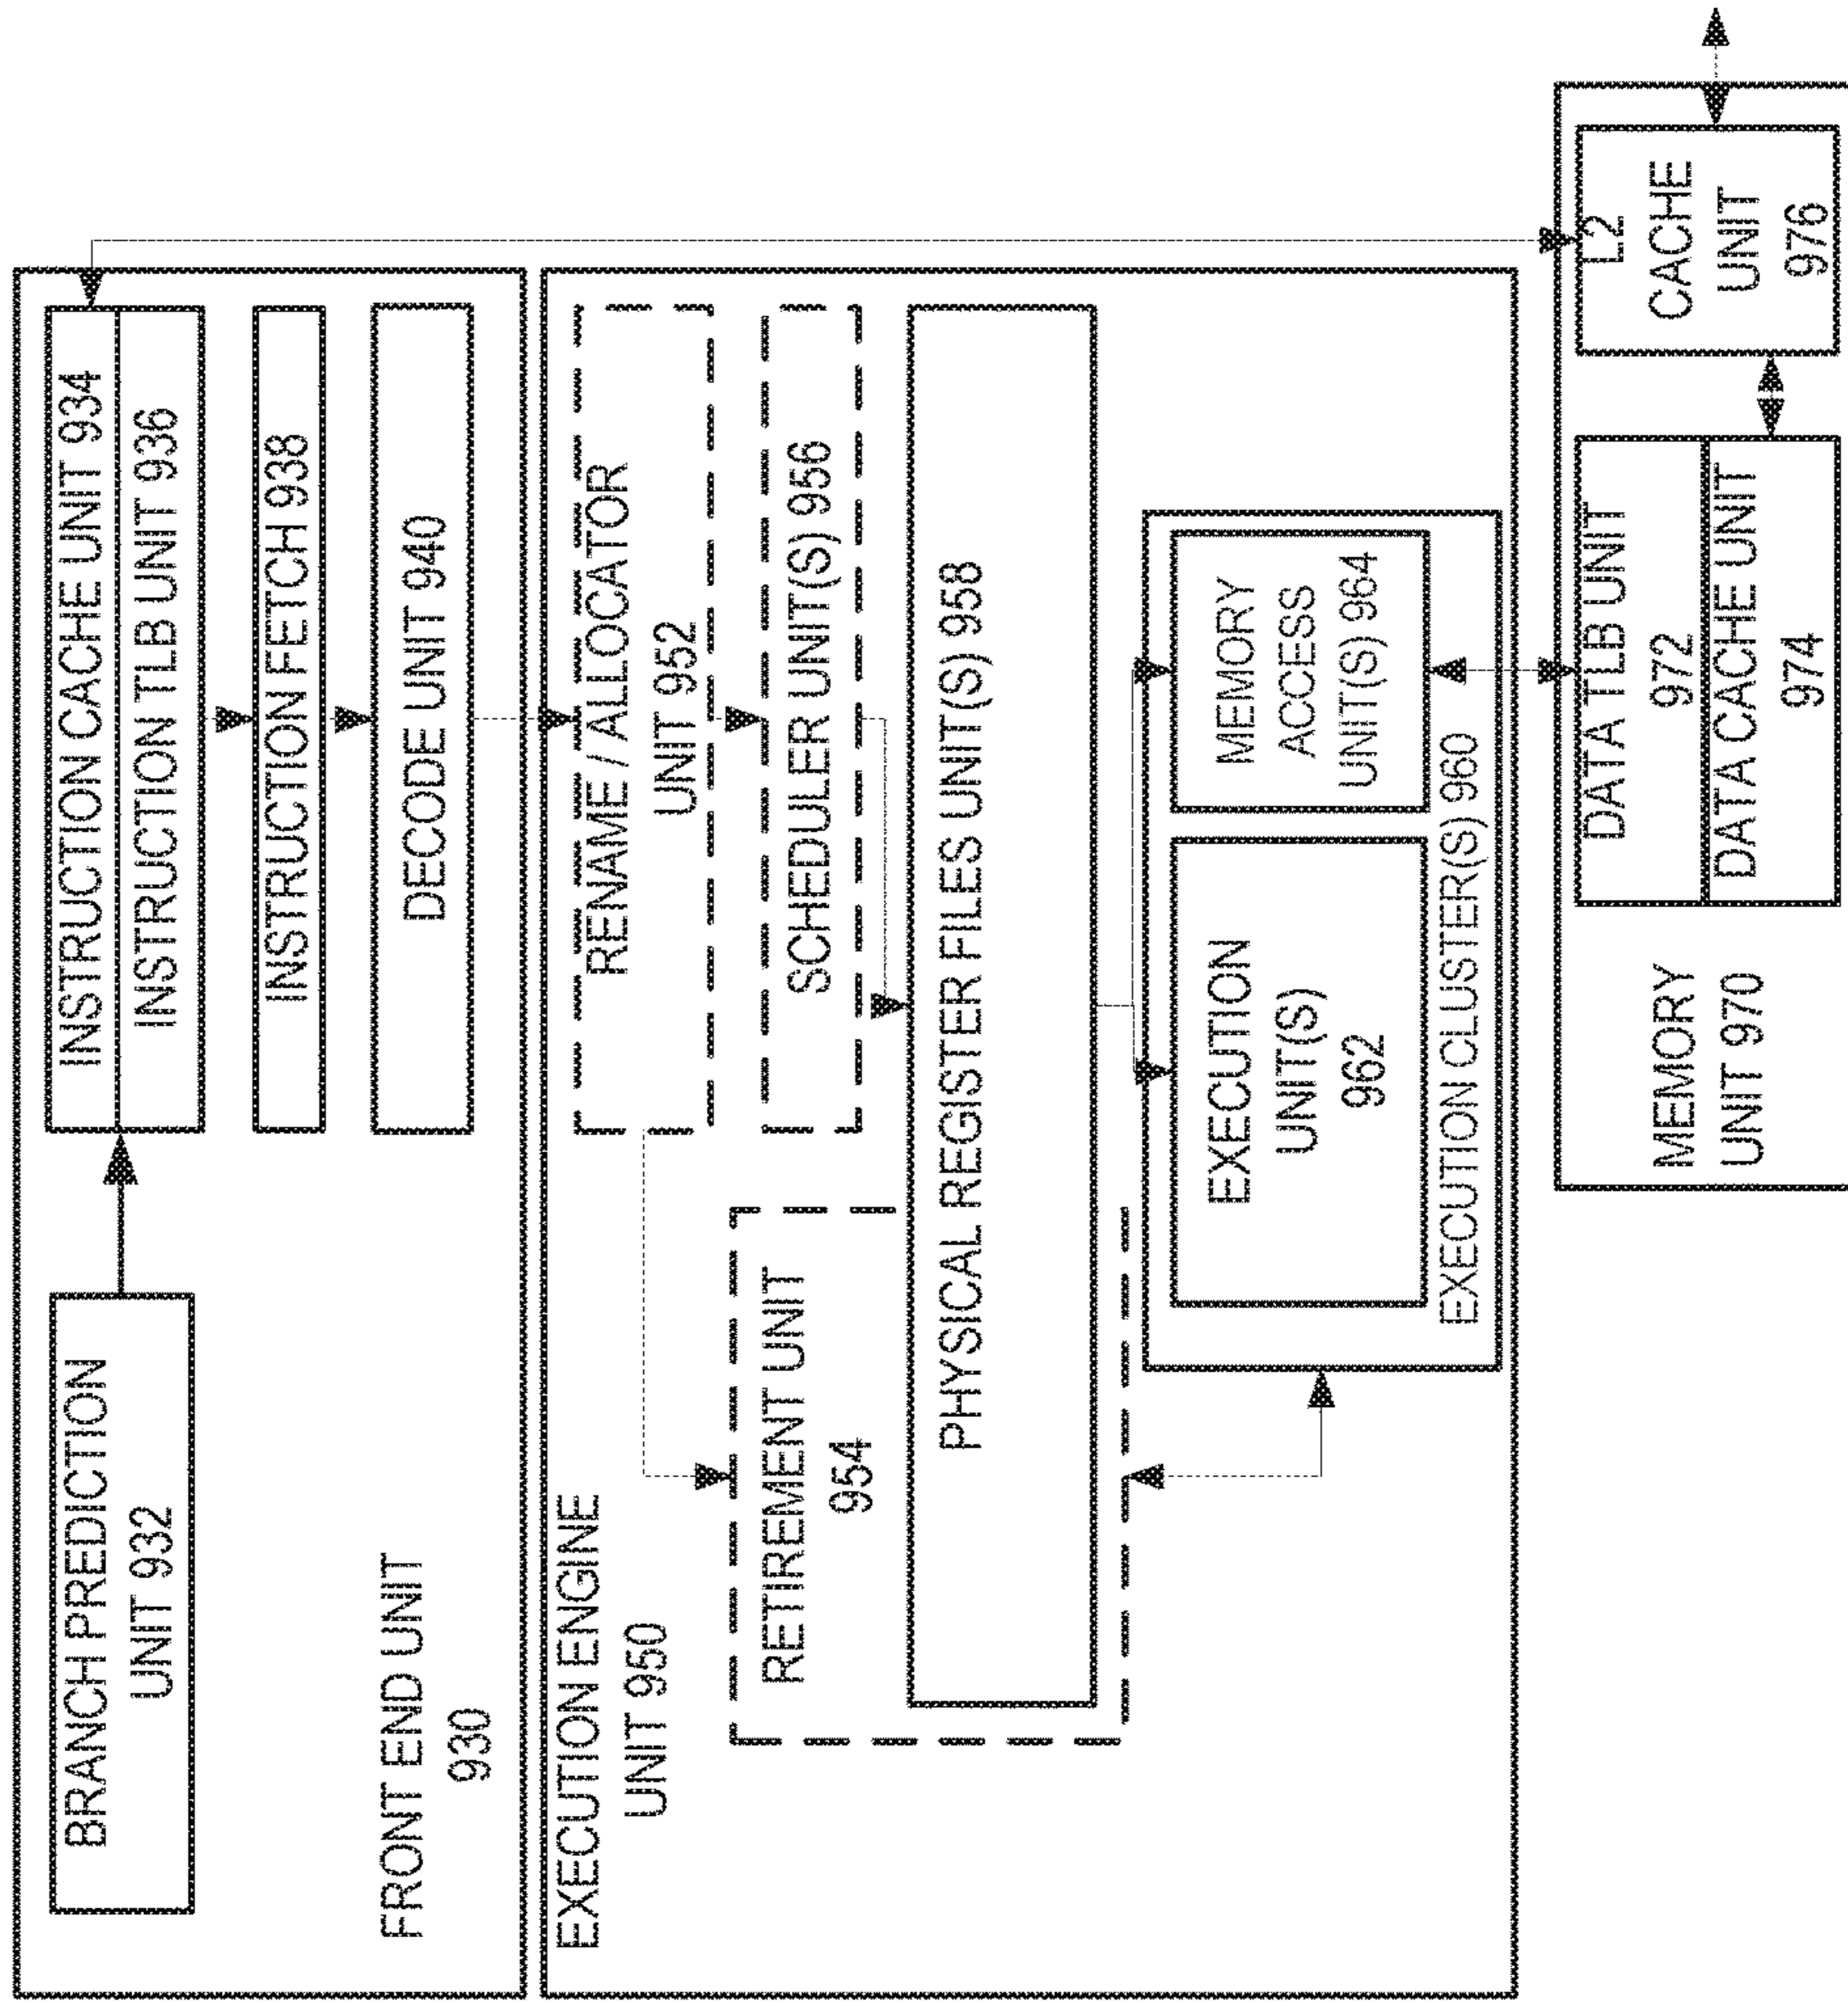 BRANCH PREDICTION
UNIT 932
INSTRUCTION CACHE UNIT 934
INSTRUCTION TLB UNIT 936
INSTRUCTION FETCH 938
DECODE UNIT 940
FRONT END UNIT
930
EXECUTION ENGINE
UNIT 950
RENAME / ALLOCATOR
UNIT 952
RETIREMENT UNIT
954
SCHEDULER UNIT(S) 956
PHYSICAL REGISTER FILES UNIT(S) 958
EXECUTION
UNIT(S)
962
MEMORY
ACCESS
UNIT(S) 964
EXECUTION CLUSTER(S) 960
MEMORY
UNIT 970
DATA TLB UNIT
972
DATA CACHE UNIT
974
L2
CACHE
UNIT
976